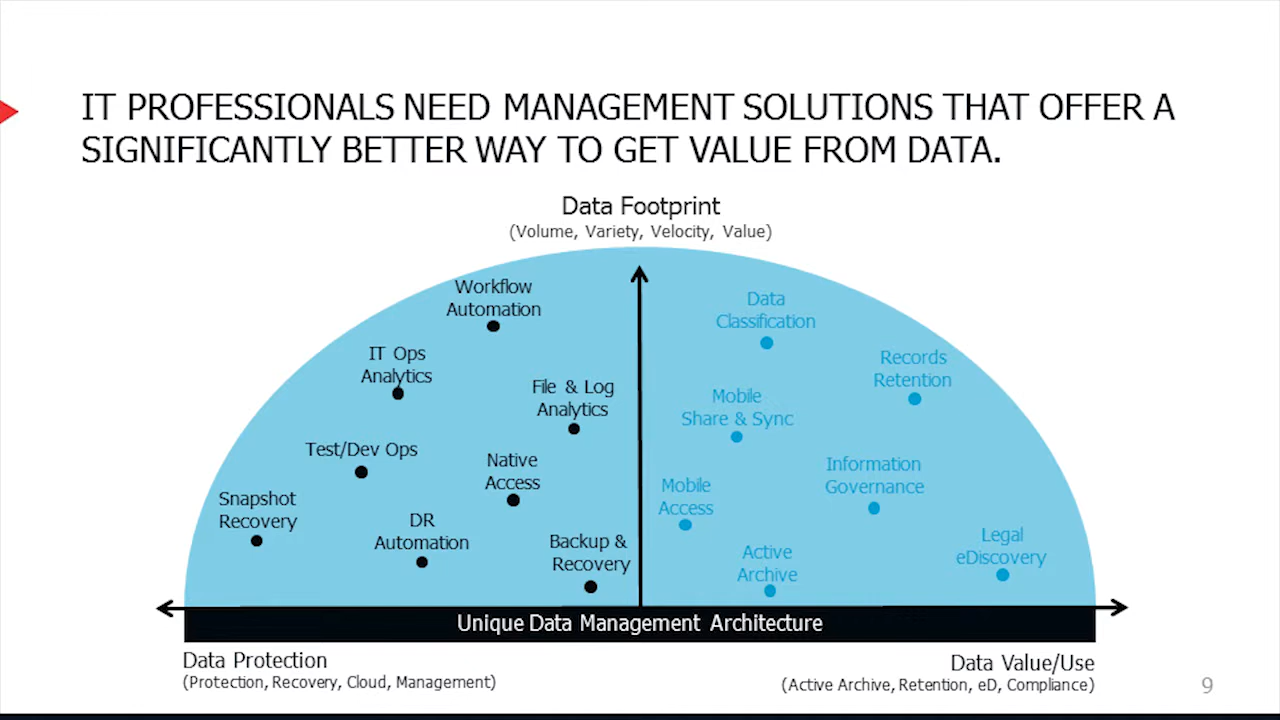 IT PROFESSIONALS NEED MANAGEMENT SOLUTIONS THAT OFFER A
SIGNIFICANTLY BETTER WAY TO GET VALUE FROM DATA.
Data Footprint
(Volume, Variety, Velocity, Value)
Workflow
Automation
IT Ops
Analytics
File & Log
Analytics
Test/Dev Ops
Native
Access
Snapshot
Recovery
DR
Automation
Backup &
Recovery
Data
Classification
Records
Retention
Mobile
Share & Sync
Information
Governance
Mobile
Access
Legal
eDiscovery
Active
Archive
Unique Data Management Architecture
Data Protection
(Protection, Recovery, Cloud, Management)
Data Value/Use
(Active Archive, Retention, eD, Compliance)
9